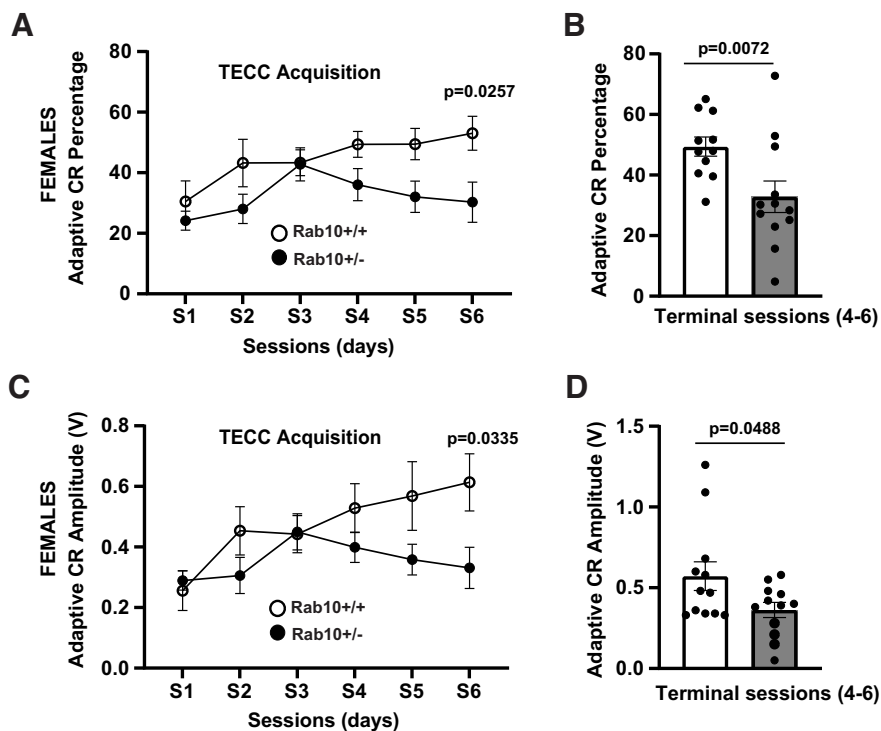 A
FEMALES
Adaptive CR Percentage
80
60
40
20
0
TECC Acquisition
p=0.0257
Rab10+/+
Rab10+/-
S1 S2 S3 S4 S5 S6
Sessions (days)
B
Adaptive CR Percentage
80
60
40
20
0
p=0.0072
Terminal sessions (4-6)
C
FEMALES
Adaptive CR Amplitude (V)
0.8
0.6
0.4
0.2
0.0
TECC Acquisition
p=0.0335
Rab10+/+
Rab10+/-
S1 S2 S3 S4 S5 S6
Sessions (days)
D
Adaptive CR Amplitude (V)
1.5
1.0
0.5
0.0
p=0.0488
Terminal sessions (4-6)